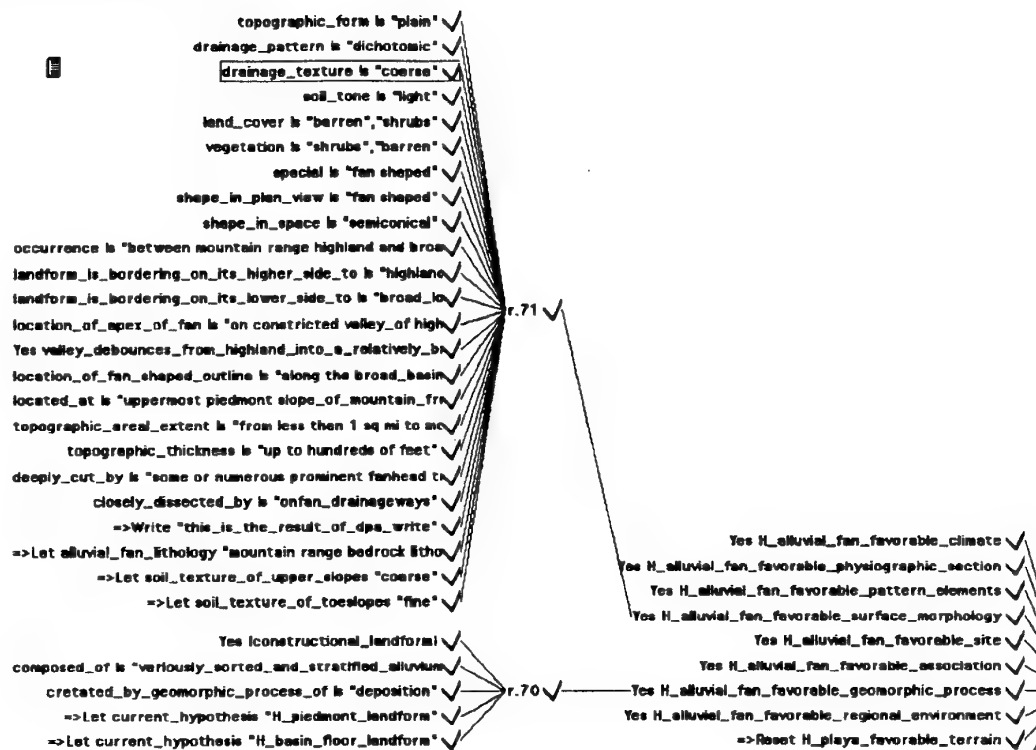 topographic_form is "plain"
drainage_pattern is "dichotomic"
drainage_texture is "coarse"
soil_tone is "light"
land_cover is "barren","shrubs"
vegetation is "shrubs","barren"
special is "fan shaped"
shape_in_plan_view is "fan shaped"
shape_in_space is "semiconical"
occurrence is "between mountain range highland and broa
landform_is_bordering_on_its_higher_side_to is "highland
landform_is_bordering_on_its_lower_side_to is "broad_lo
location_of_apex_of_fan is "on constricted valley_of high
Yes valley_debounces_from_highland_into_a_relatively_b
location_of_fan_shaped_outline is "along the broad_basin
located_at is "uppermost piedmont slope_of_mountain_fr
topographic_areal_extent is "from less than 1 sq mi to
topographic_thickness is "up to hundreds of feet"
deeply_cut_by is "some or numerous prominent fanhead
closely_dissected_by is "onfan_drainageways"
=>Write "this_is_the_result_of_dpa_write"
=>Let alluvial_fan_lithology "mountain range bedrock litho
=>Let soil_texture_of_upper_slopes "coarse"
=>Let soil_texture_of_toeslopes "fine"
r.71
Yes lconstructional_landform
composed_of is "variously_sorted_and_stratified_alluvium
cretated_by_geomorphic_process_of is "deposition"
=>Let current_hypothesis "H_piedmont_landform"
=>Let current_hypothesis "H_basin_floor_landform"
r.70
Yes H_alluvial_fan_favorable_climate
Yes H_alluvial_fan_favorable_physiographic_section
Yes H_alluvial_fan_favorable_pattern_elements
Yes H_alluvial_fan_favorable_surface_morphology
Yes H_alluvial_fan_favorable_site
Yes H_alluvial_fan_favorable_association
Yes H_alluvial_fan_favorable_geomorphic_process
Yes H_alluvial_fan_favorable_regional_environment
=>Reset H_playa_favorable_terrain